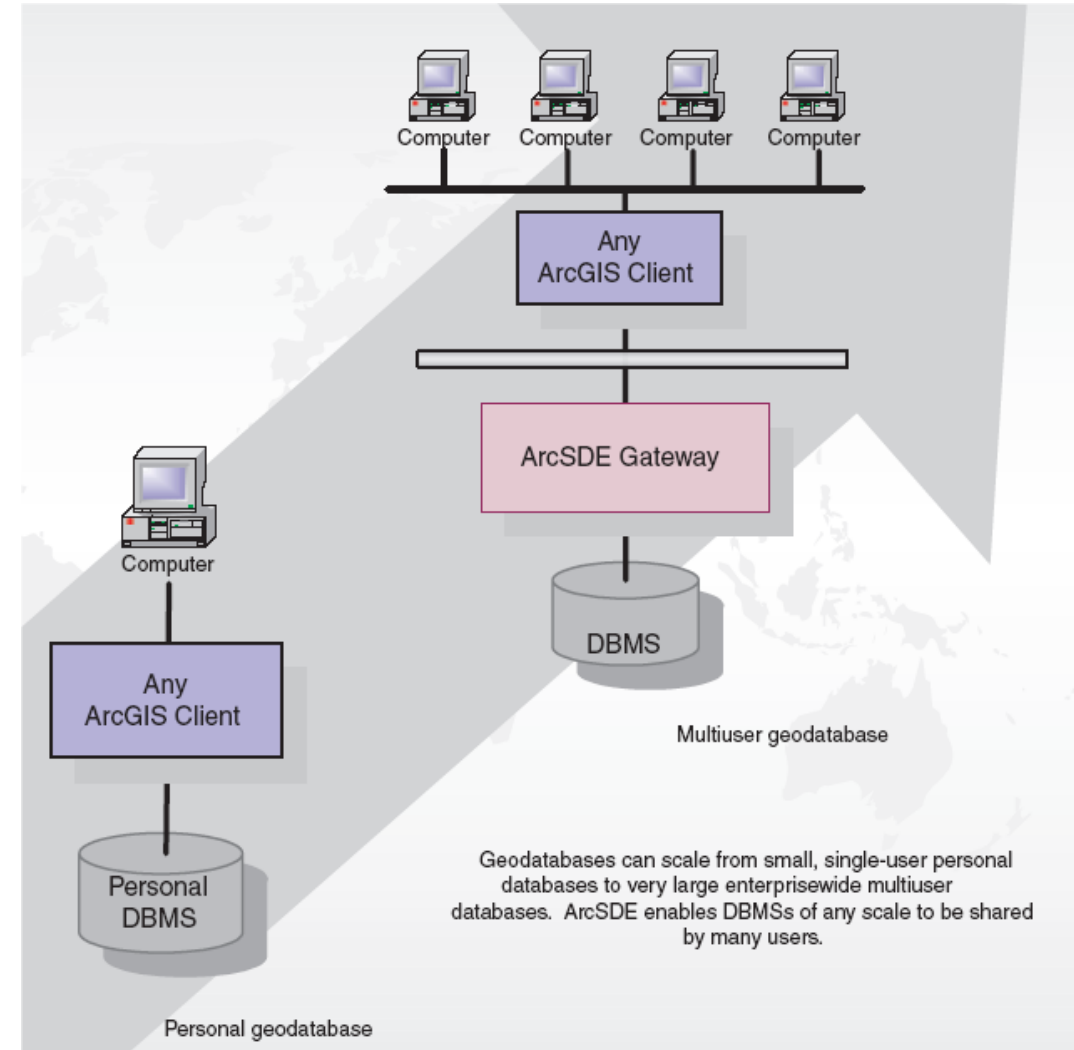 Computer Computer Computer Computer
Any
ArcGIS Client
ArcSDE Gateway
DBMS
Multiuser geodatabase
Computer
Any
ArcGIS Client
Personal
DBMS
Personal geodatabase
Geodatabases can scale from small, single-user personal
databases to very large enterprisewide multiuser
databases. ArcSDE enables DBMSs of any scale to be shared
by many users.